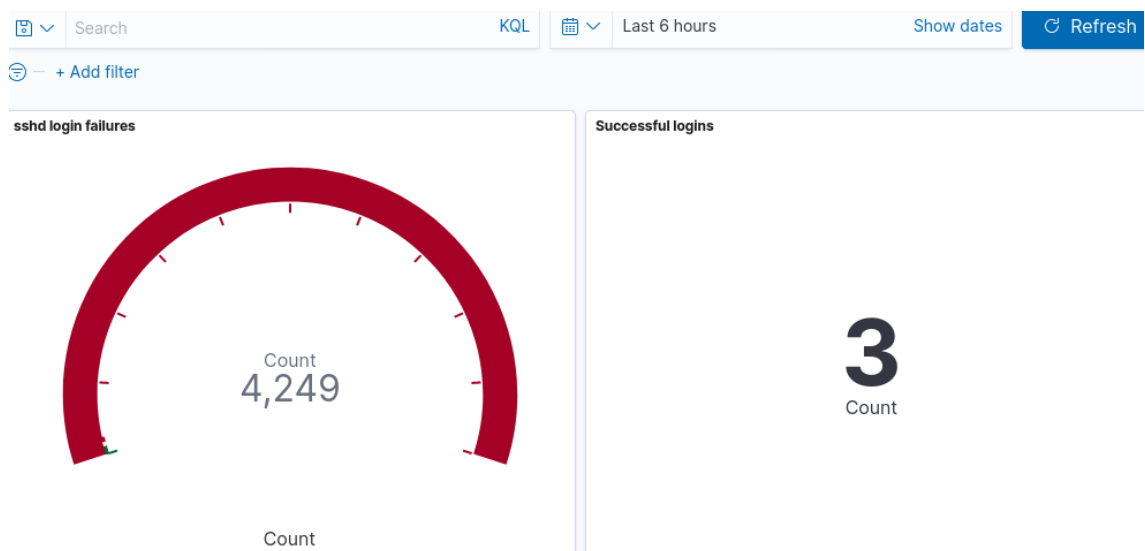 Search KQL Last 6 hours Show dates Refresh
+ Add filter
sshd login failures
Count
4,249
Count
Successful logins
3
Count